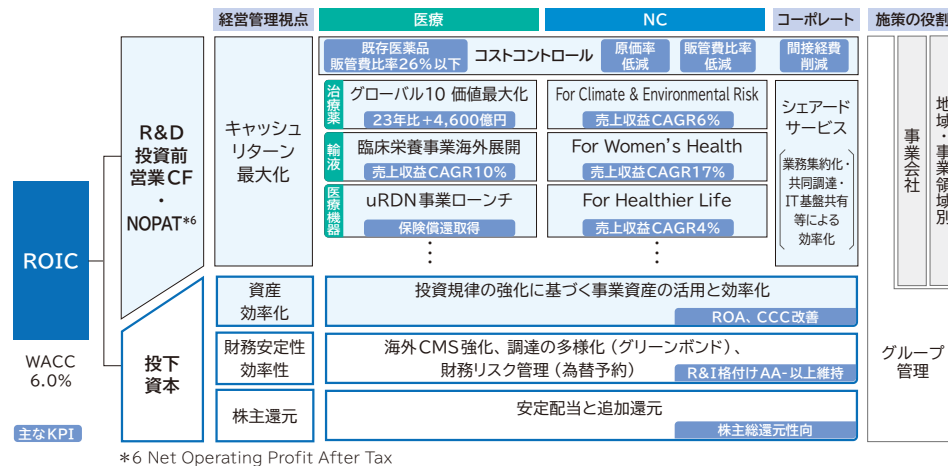 経営管理視点
医療
NC
コーポレート
施策の役割
R&D
投資前
営業CF
・
NOPAT*6
キャッシュ
リターン
最大化
既存医薬品
販管費比率26%以下
コストコントロール
原価率
低減
販管費比率
低減
間接経費
削減
治療薬
グローバル10 価値最大化
23年比+4,600億円
For Climate & Environmental Risk
売上収益CAGR6%
輸液
臨床栄養事業海外展開
売上収益CAGR10%
For Women's Health
売上収益CAGR17%
医療機器
uRDN事業ローンチ
保険償還取得
For Healthier Life
売上収益CAGR4%
シェアード
サービス
業務集約化・
共同調達・
IT基盤共有
等による
効率化
事業会社
地域・事業領域別
ROIC
WACC
6.0%
投下
資本
資産
効率化
投資規律の強化に基づく事業資産の活用と効率化
ROA、CCC改善
財務安定性
効率性
海外CMS強化、調達の多様化(グリーンボンド)、
財務リスク管理(為替予約)
R&I格付けAA-以上維持
グループ
管理
株主還元
安定配当と追加還元
株主総還元性向
主なKPI
*6 Net Operating Profit After Tax